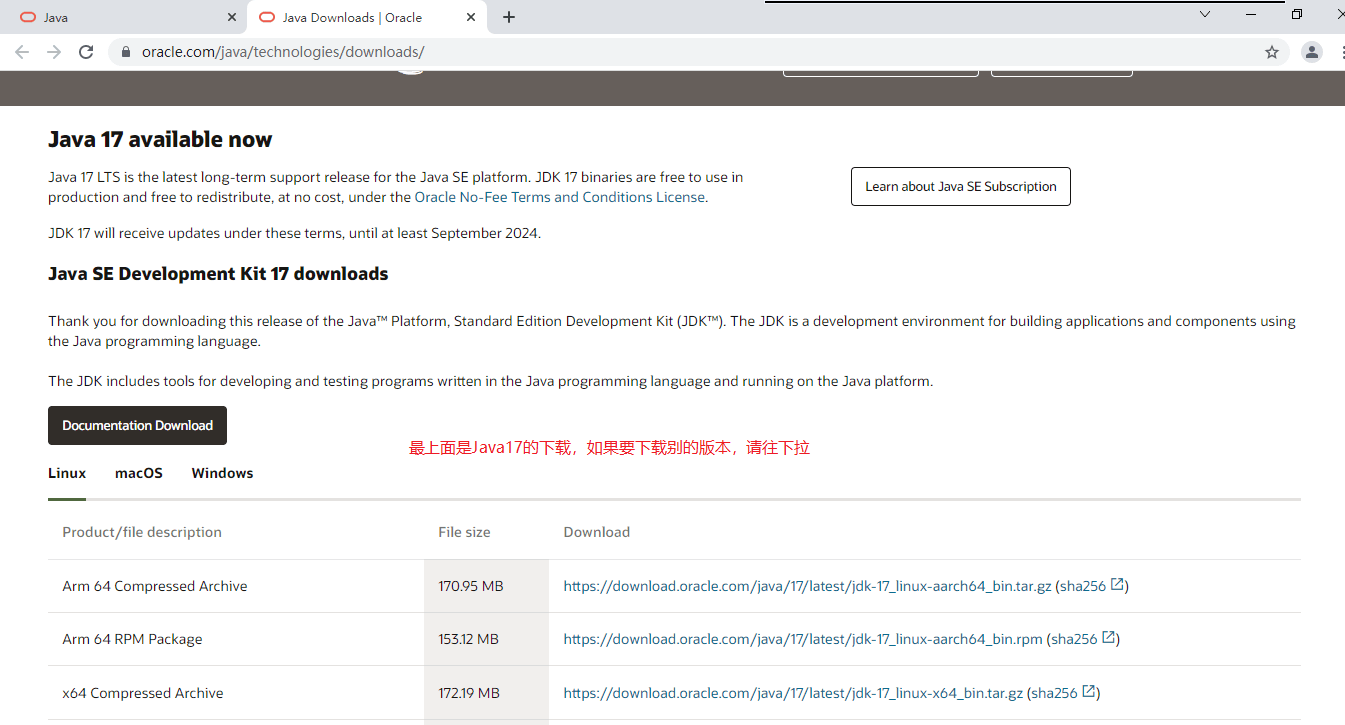 Java
Java Downloads | Oracle
oracle.com/java/technologies/downloads/
Java 17 available now
Java 17 LTS is the latest long-term support release for the Java SE platform. JDK 17 binaries are free to use in
production and free to redistribute, at no cost, under the Oracle No-Fee Terms and Conditions License.
Learn about Java SE Subscription
JDK 17 will receive updates under these terms, until at least September 2024.
Java SE Development Kit 17 downloads
Thank you for downloading this release of the Java™ Platform, Standard Edition Development Kit (JDK™). The JDK is a development environment for building applications and components using
the Java programming language.
The JDK includes tools for developing and testing programs written in the Java programming language and running on the Java platform.
Documentation Download
最上面是Java17的下载，如果要下载别的版本，请往下拉
Linux macOS Windows
Product/file description File size Download
Arm 64 Compressed Archive 170.95 MB https://download.oracle.com/java/17/latest/jdk-17_linux-aarch64_bin.tar.gz (sha256)
Arm 64 RPM Package 153.12 MB https://download.oracle.com/java/17/latest/jdk-17_linux-aarch64_bin.rpm (sha256)
x64 Compressed Archive 172.19 MB https://download.oracle.com/java/17/latest/jdk-17_linux-x64_bin.tar.gz (sha256)